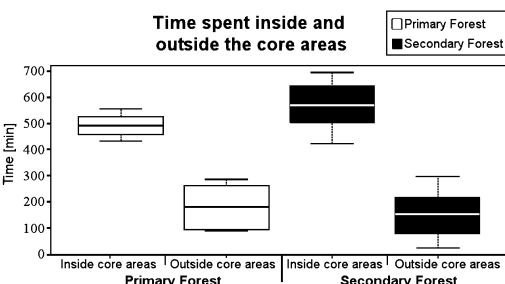 Time spent inside and
outside the core areas
Primary Forest
Secondary Forest
Time [min]
700
600
500
400
300
200
100
0
Inside core areas
Outside core areas
Inside core areas
Outside core areas
Primary Forest
Secondary Forest